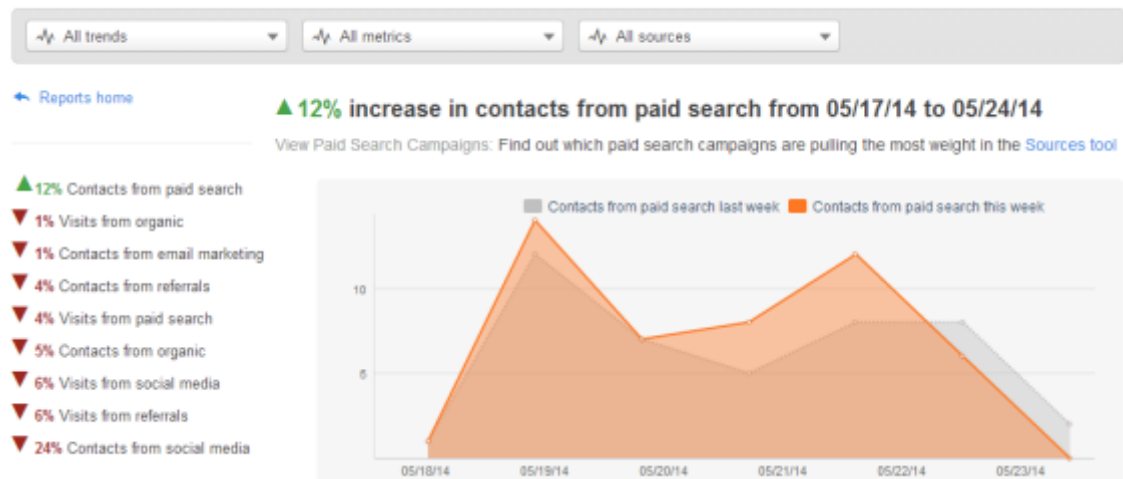 All trends All metrics All sources
Reports home
12% increase in contacts from paid search from 05/17/14 to 05/24/14
View Paid Search Campaigns: Find out which paid search campaigns are pulling the most weight in the Sources tool
12% Contacts from paid search
1% Visits from organic
1% Contacts from email marketing
4% Contacts from referrals
4% Visits from paid search
5% Contacts from organic
6% Visits from social media
6% Visits from referrals
24% Contacts from social media
Contacts from paid search last week Contacts from paid search this week
10
5
05/18/14 05/19/14 05/20/14 05/21/14 05/22/14 05/23/14